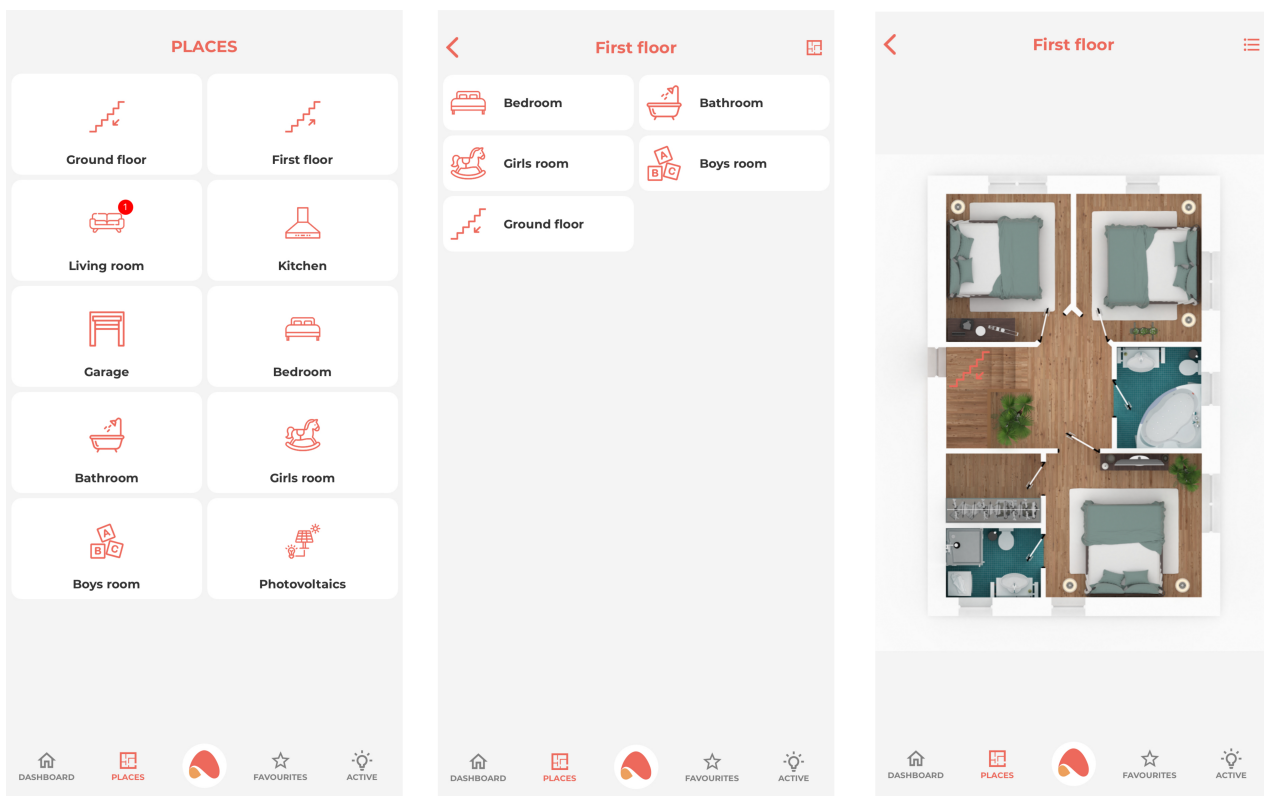 PLACES
Ground floor
First floor
1
Living room
Kitchen
Garage
Bedroom
Bathroom
Girls room
A
B C
Boys room
Photovoltaics
DASHBOARD
PLACES
FAVOURITES
ACTIVE
First floor
Bedroom
Bathroom
Girls room
A
B C
Boys room
Ground floor
DASHBOARD
PLACES
FAVOURITES
ACTIVE
First floor
DASHBOARD
PLACES
FAVOURITES
ACTIVE